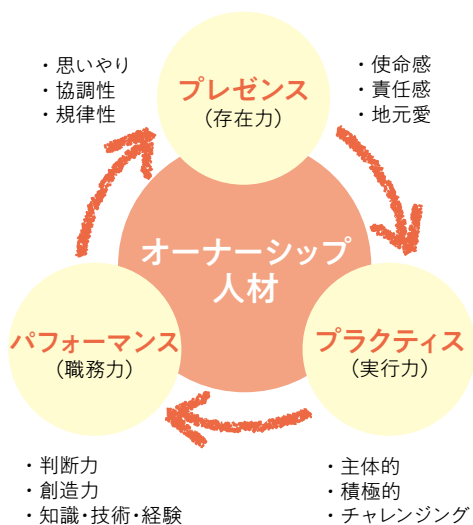 ・思いやり
・協調性
・規律性
プレゼンス
(存在力)
・使命感
・責任感
・地元愛
オーナーシップ
人材
パフォーマンス
(職務力)
プラクティス
(実行力)
・判断力
・創造力
・知識・技術・経験
・主体的
・積極的
・チャレンジング